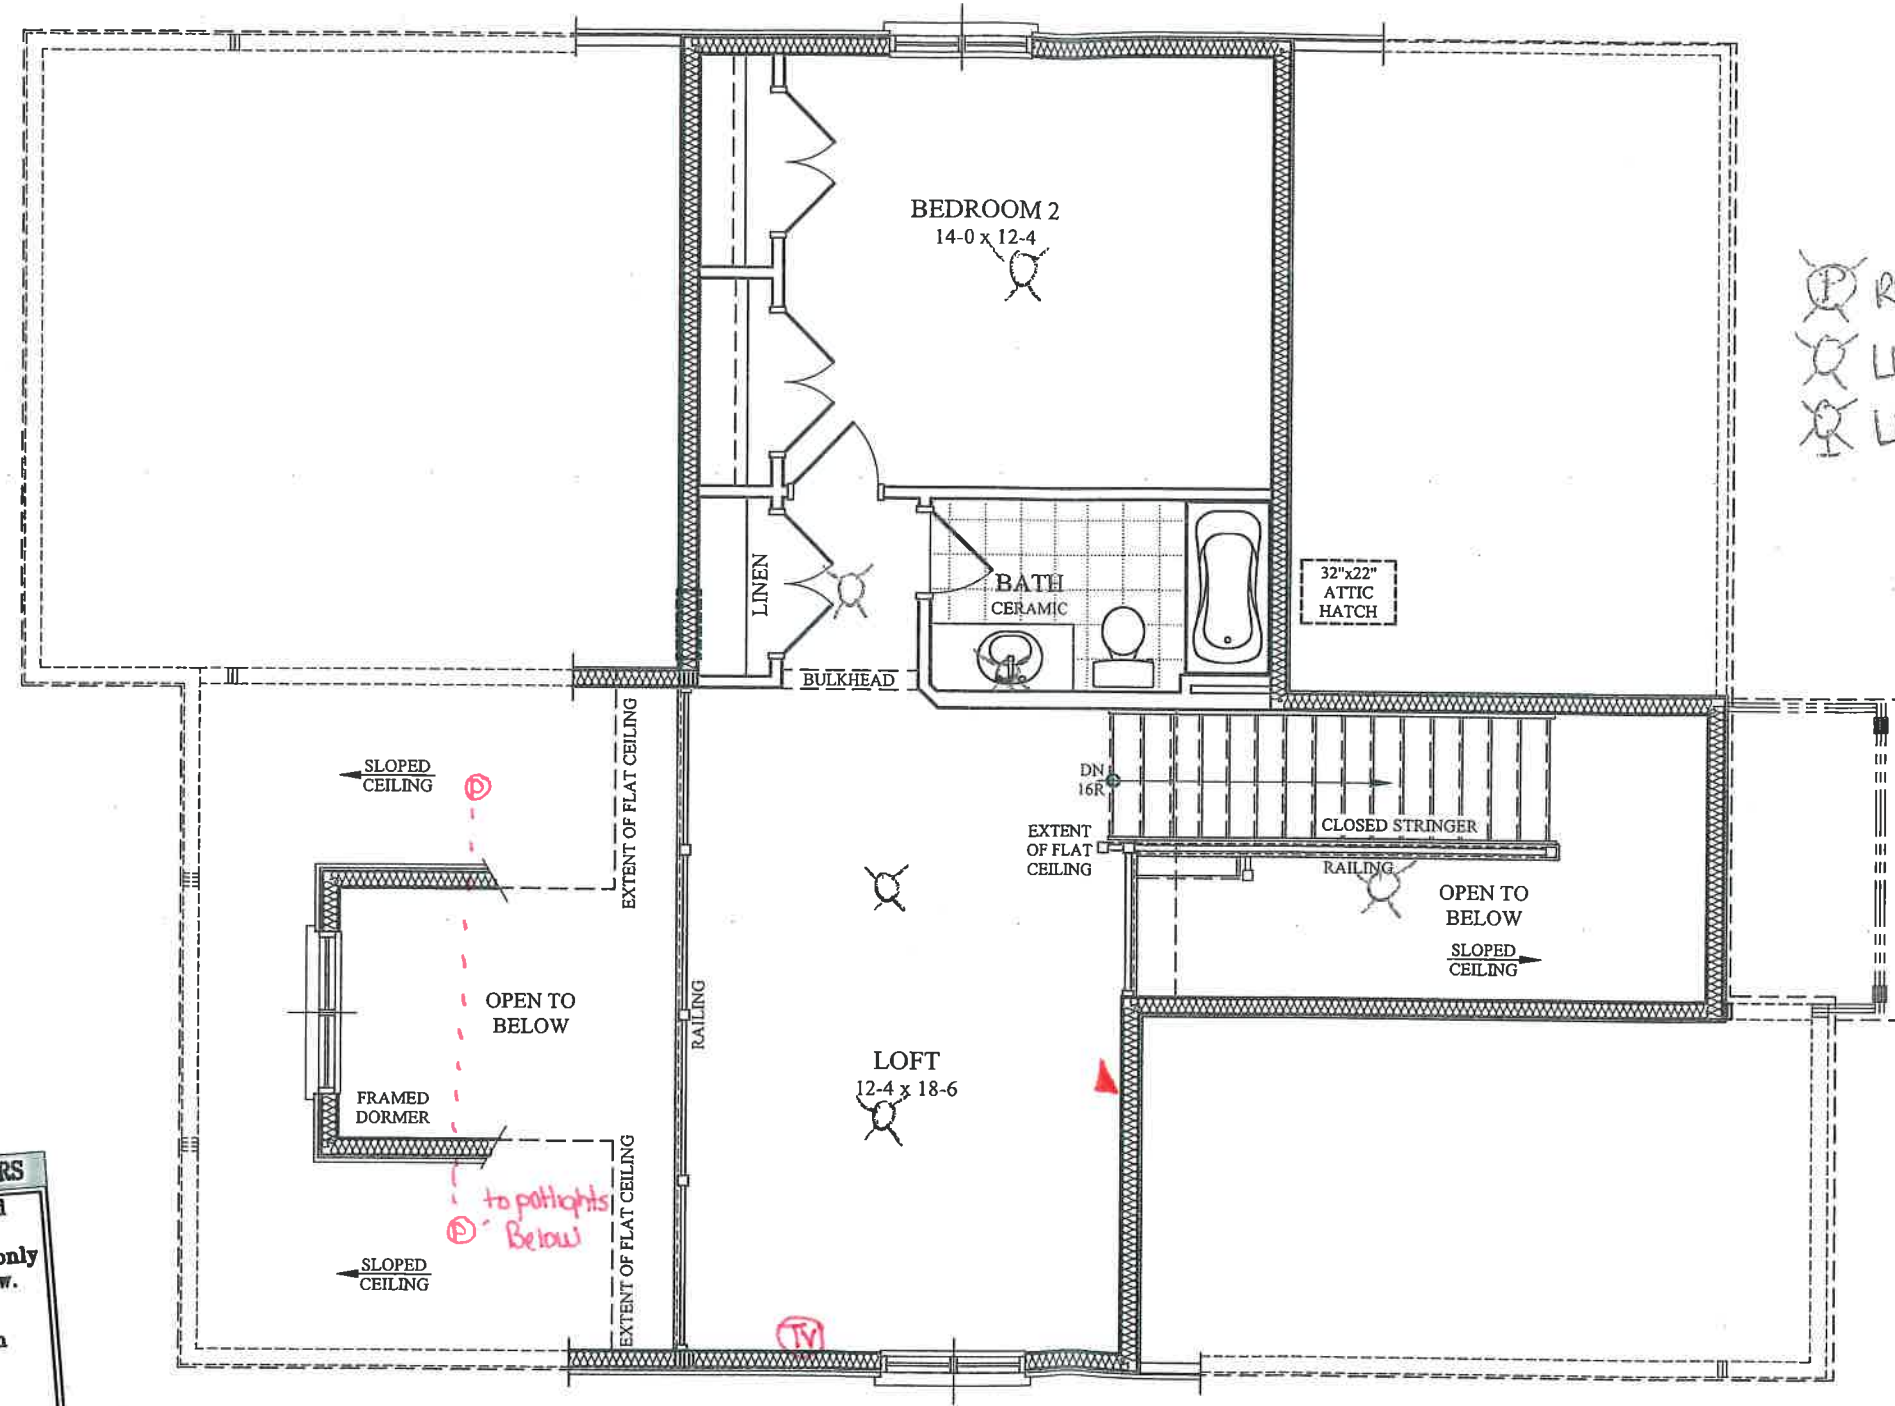 BEDROOM 2
14-0 x 12-4
P R
L
L
LINEN
BATH
CERAMIC
32"x22"
ATTIC
HATCH
BULKHEAD
EXTENT OF FLAT CEILING
SLOPED
CEILING
P
DN
16R
CLOSED STRINGER
EXTENT
OF FLAT
CEILING
RAILING
OPEN TO
BELOW
SLOPED
CEILING
OPEN TO
BELOW
RAILING
FRAMED
DORMER
LOFT
12-4 x 18-6
EXTENT OF FLAT CEILING
to potlights
Below
P
SLOPED
CEILING
TV
RS
only
w.